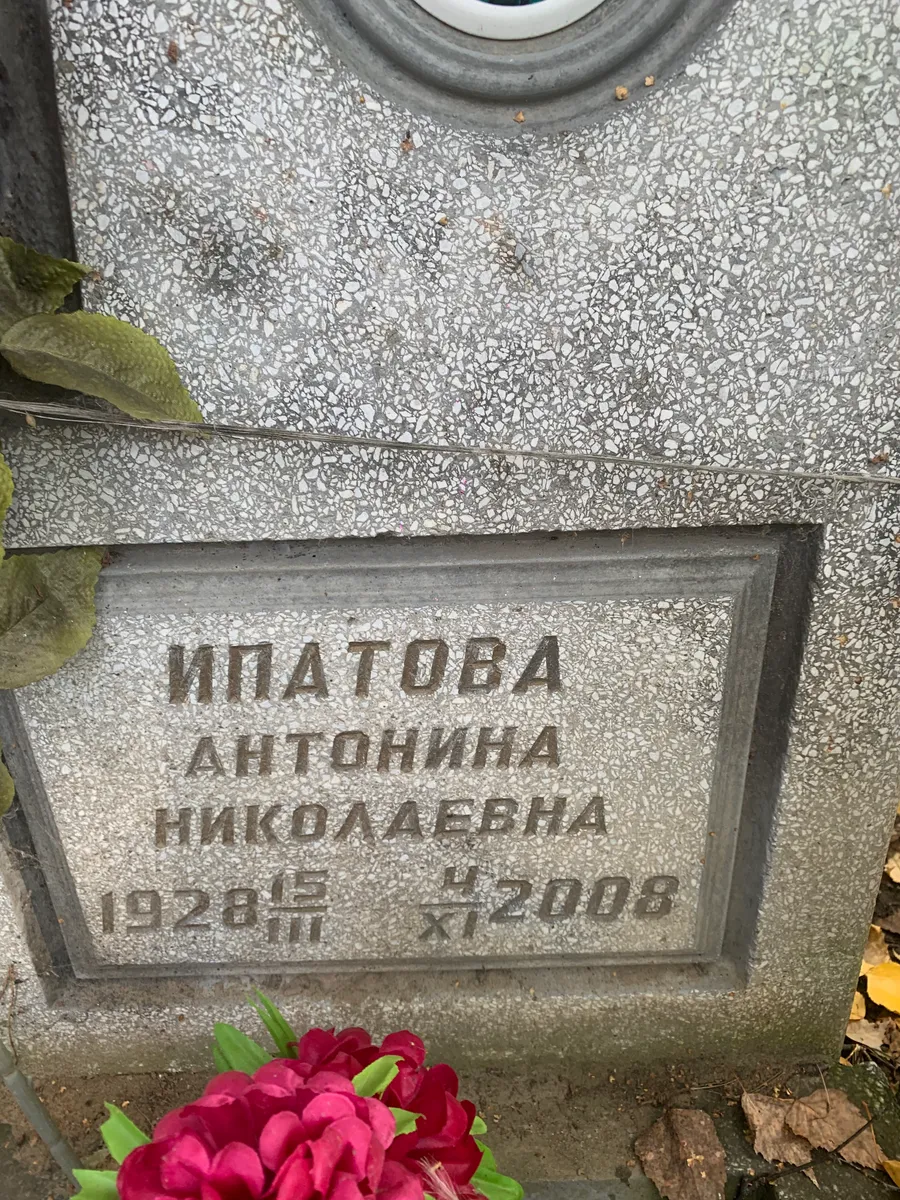 ИПАТОВА
АНТОНИНА
НИКОЛАЕВНА
1928 15/III 4/XI 2008